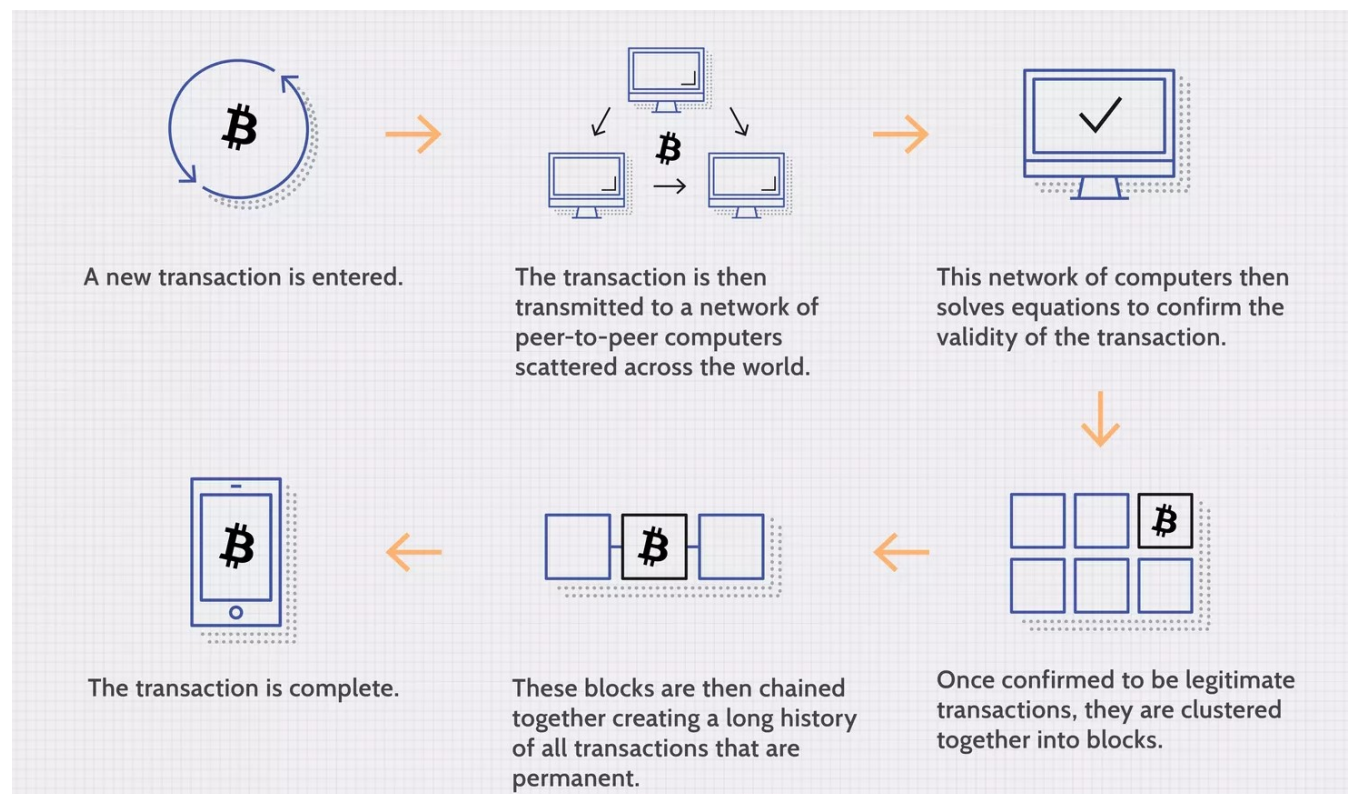 A new transaction is entered.
The transaction is then
transmitted to a network of
peer-to-peer computers
scattered across the world.
This network of computers then
solves equations to confirm the
validity of the transaction.
Once confirmed to be legitimate
transactions, they are clustered
together into blocks.
These blocks are then chained
together creating a long history
of all transactions that are
permanent.
The transaction is complete.